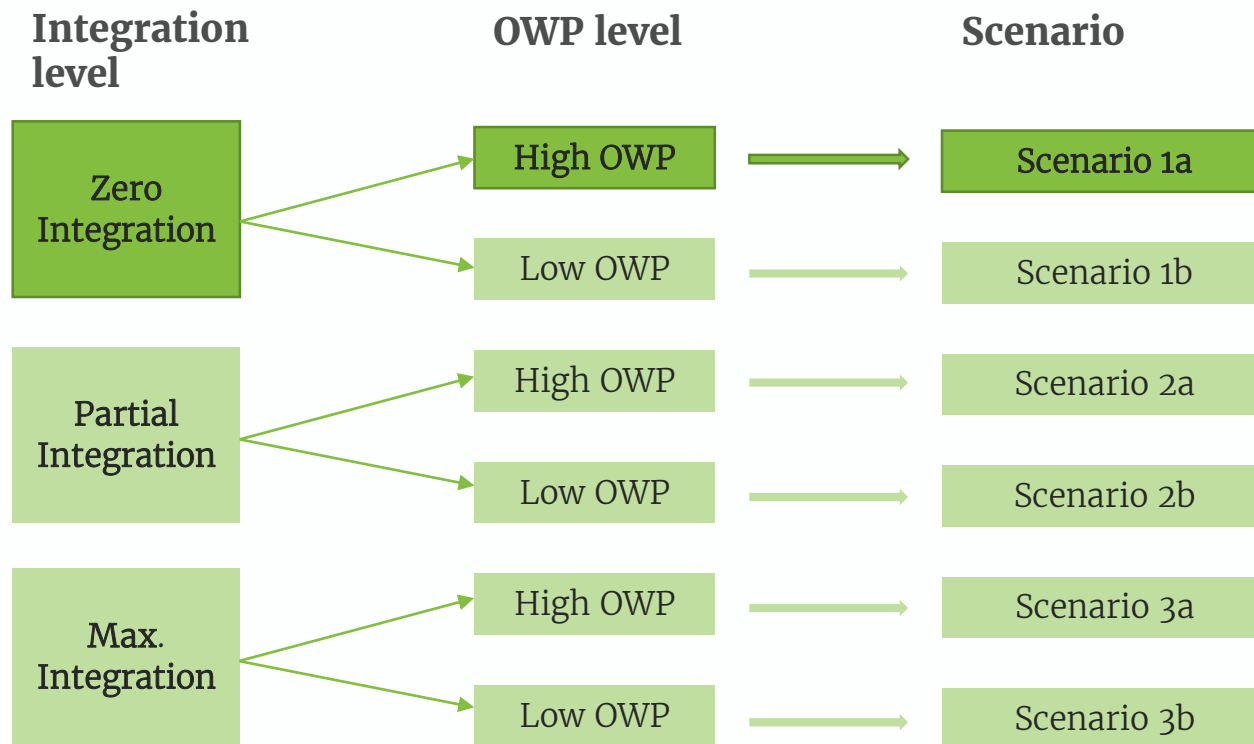 Integration
level
OWP level
Scenario
Zero
Integration
High OWP
Scenario 1a
Low OWP
Scenario 1b
Partial
Integration
High OWP
Scenario 2a
Low OWP
Scenario 2b
Max.
Integration
High OWP
Scenario 3a
Low OWP
Scenario 3b